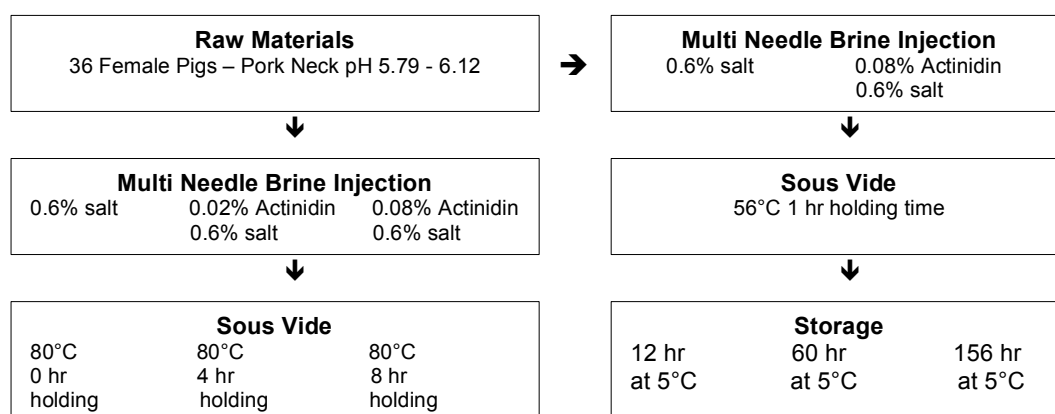 Raw Materials
36 Female Pigs – Pork Neck pH 5.79 - 6.12
Multi Needle Brine Injection
0.6% salt 0.02% Actinidin 0.08% Actinidin
0.6% salt 0.6% salt
Sous Vide
80°C 80°C 80°C
0 hr 4 hr 8 hr
holding holding holding
Multi Needle Brine Injection
0.6% salt 0.08% Actinidin
0.6% salt
Sous Vide
56°C 1 hr holding time
Storage
12 hr 60 hr 156 hr
at 5°C at 5°C at 5°C